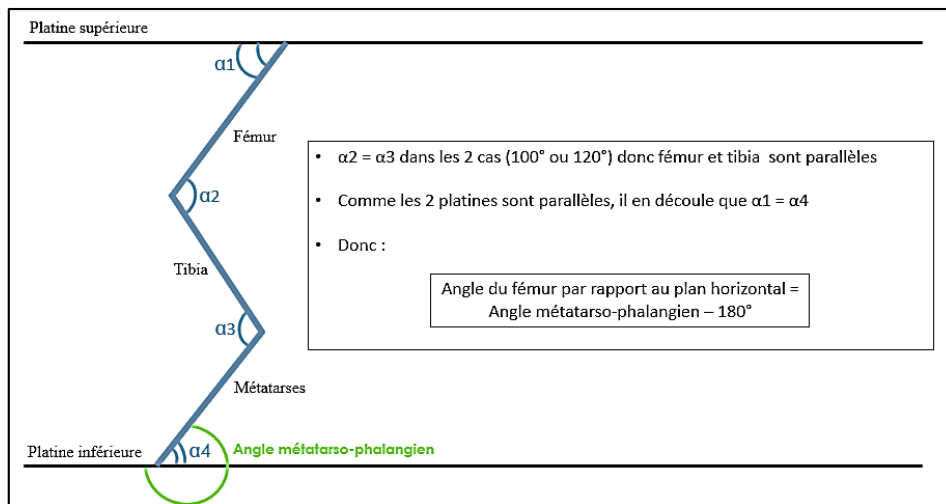 Platine supérieure
α1
Fémur
• α2 = α3 dans les 2 cas (100° ou 120°) donc fémur et tibia sont parallèles
α2
• Comme les 2 platines sont parallèles, il en découle que α1 = α4
• Donc :
Tibia
Angle du fémur par rapport au plan horizontal =
Angle métatarso-phalangien – 180°
α3
Métatarses
Platine inférieure
α4
Angle métatarso-phalangien